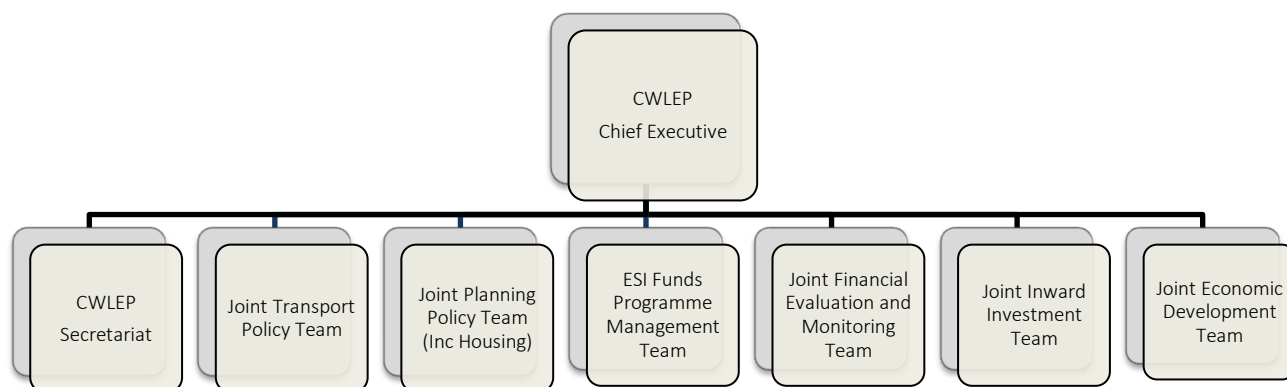 CWLEP
Chief Executive
CWLEP
Secretariat
Joint Transport
Policy Team
Joint Planning
Policy Team
(Inc Housing)
ESI Funds
Programme
Management
Team
Joint Financial
Evaluation and
Monitoring
Team
Joint Inward
Investment
Team
Joint Economic
Development
Team